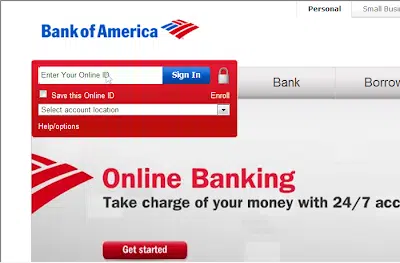 Personal
Small Busi
Bank of America
Enter Your Online ID
Sign In
Save this Online ID
Enroll
Select account location
Help/options
Bank
Borrow
Online Banking
Take charge of your money with 24/7 acc
Get started